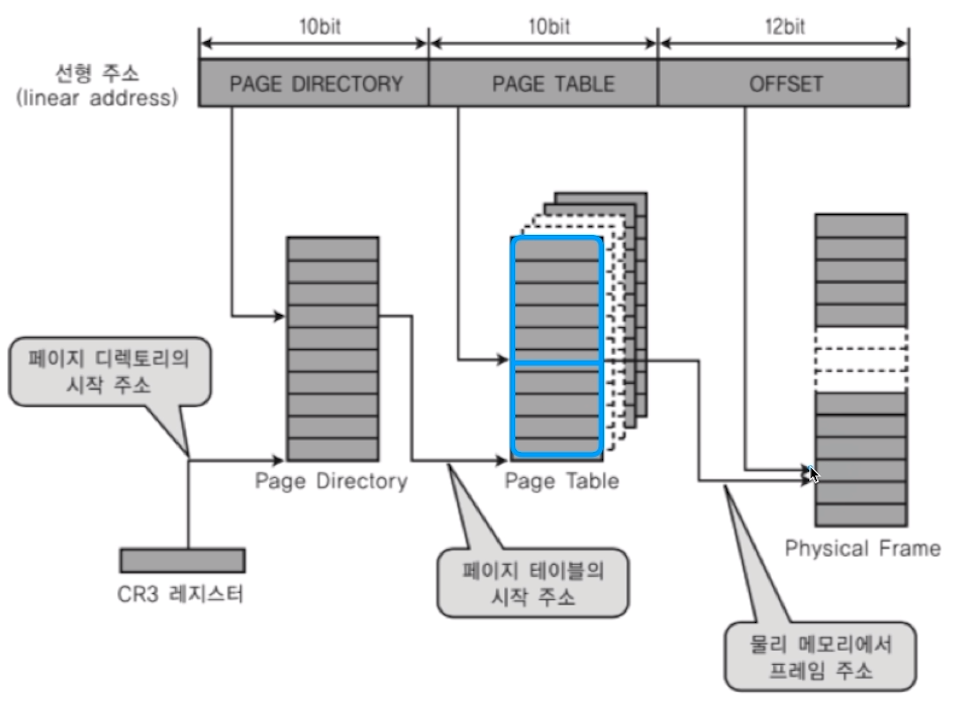 10bit
10bit
12bit
선형 주소
(linear address)
PAGE DIRECTORY
PAGE TABLE
OFFSET
페이지 디렉토리의
시작 주소
Page Directory
Page Table
Physical Frame
CR3 레지스터
페이지 테이블의
시작 주소
물리 메모리에서
프레임 주소